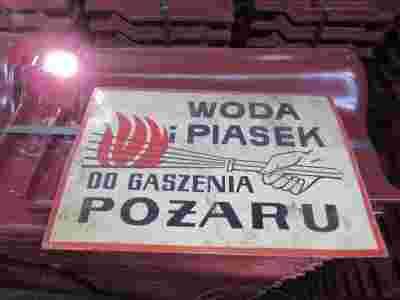 WODA
i PIASEK
DO GASZENIA
POŻARU